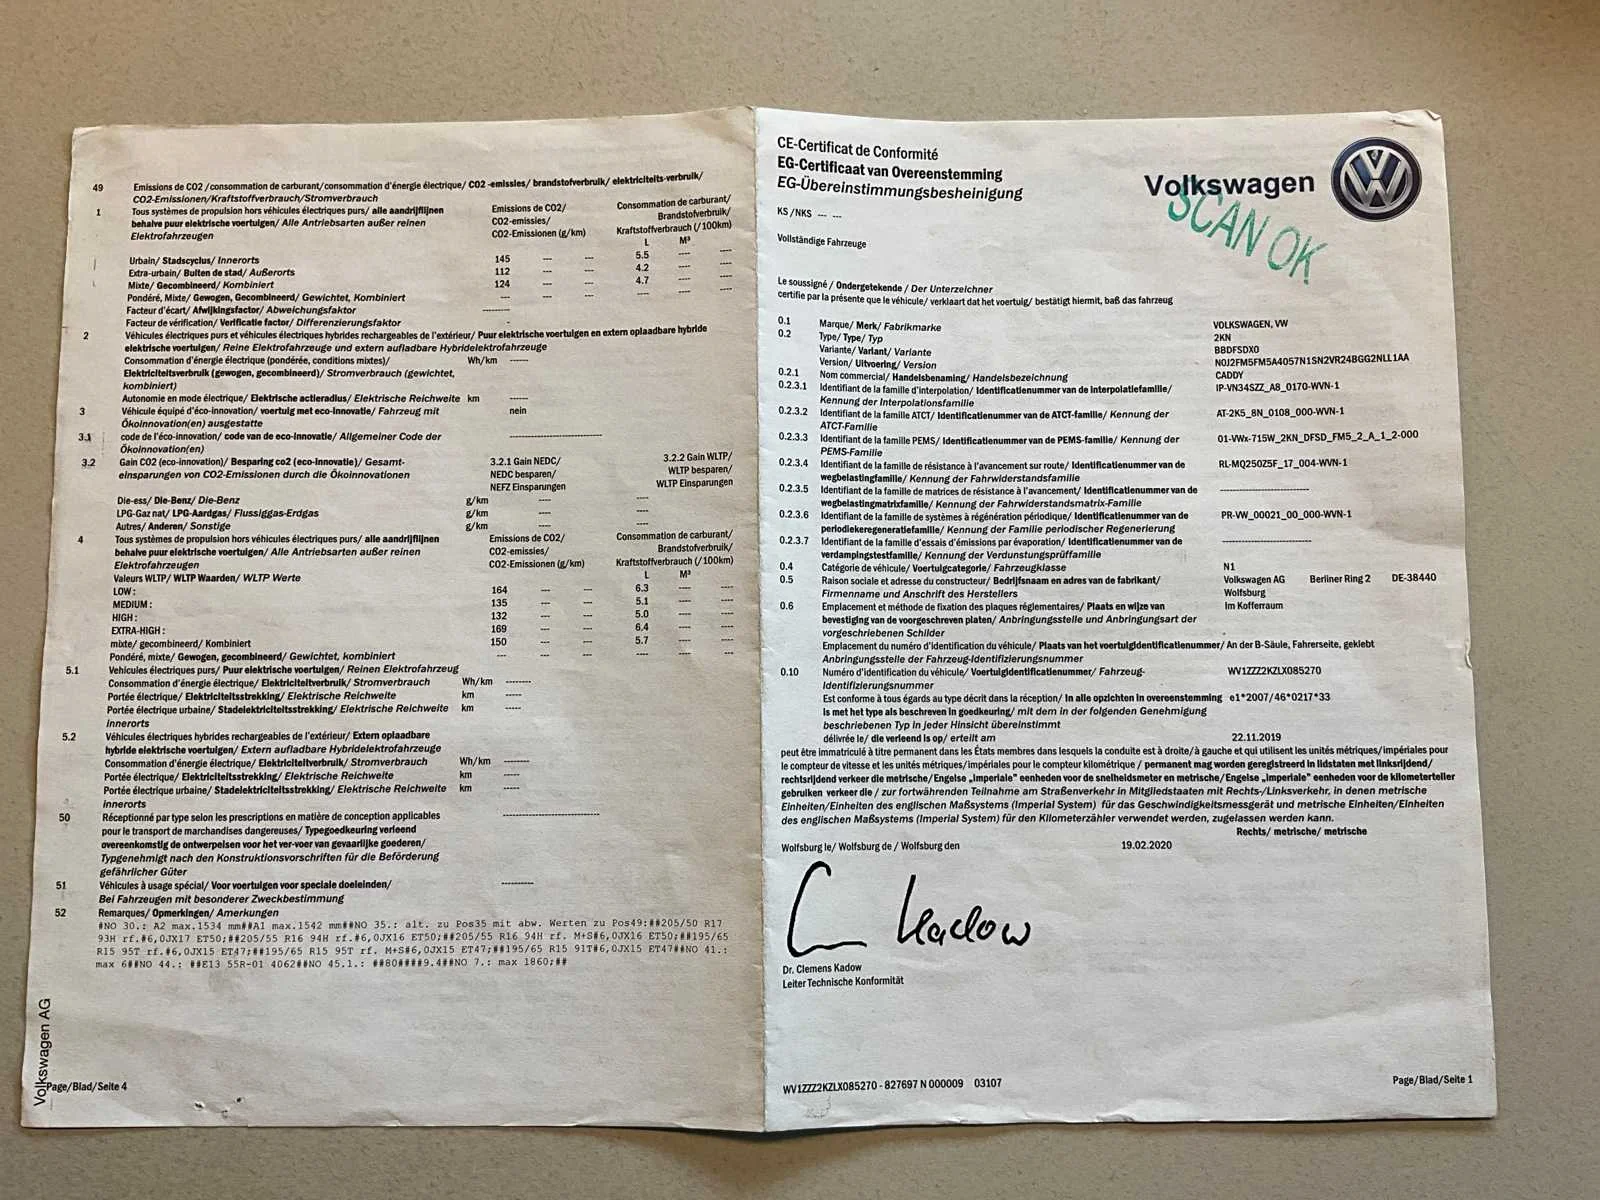 49 Emissions de CO2 /consommation de carburant/consommation d'énergie électrique/ CO2 -emissies/ brandstofverbruik/ elektriciteits-verbruik/
CO2-Emissionen/Kraftstoffverbrauch/Stromverbrauch
1 Tous systèmes de propulsion hors véhicules électriques purs/ alle aandrijflijnen Emissions de CO2/ Consommation de carburant/
behalve puur elektrische voertuigen/ Alle Antriebsarten außer reinen CO2-emissies/ Brandstofverbruik/
Elektrofahrzeugen CO2-Emissionen (g/km) Kraftstoffverbrauch (/100km)
L M³
Urbain/ Stadscyclus/ Innerorts 145 --- --- 5.5 ---- ----
Extra-urbain/ Buiten de stad/ Außerorts 112 --- --- 4.2 ---- ----
Mixte/ Gecombineerd/ Kombiniert 124 --- --- 4.7 ---- ----
Pondéré, Mixte/ Gewogen, Gecombineerd/ Gewichtet, Kombiniert --- --- --- ---- ---- ----
Facteur d'écart/ Afwijkingsfactor/ Abweichungsfactor --------
Facteur de vérification/ Verificatie factor/ Differenzierungsfaktor -
2 Véhicules électriques purs et véhicules électriques hybrides rechargeables de l'extérieur/ Puur elektrische voertuigen en extern oplaadbare hybride
elektrische voertuigen/ Reine Elektrofahrzeuge und extern aufladbare Hybridelektrofahrzeuge
Consommation d'énergie électrique (pondérée, conditions mixtes)/ Wh/km ------
Elektriciteitsverbruik (gewogen, gecombineerd)/ Stromverbrauch (gewichtet,
kombiniert)
Autonomie en mode électrique/ Elektrische actieradius/ Elektrische Reichweite km ------
3 Véhicule équipé d'éco-innovation/ voertuig met eco-innovatie/ Fahrzeug mit nein
Ökoinnovation(en) ausgestatte
3.1 code de l'éco-innovation/ code van de eco-innovatie/ Allgemeiner Code der ----------------------------
Ökoinnovation(en)
3.2 Gain CO2 (eco-innovation)/ Besparing co2 (eco-innovatie)/ Gesamt- 3.2.1 Gain NEDC/ 3.2.2 Gain WLTP/
einsparungen von CO2-Emissionen durch die Ökoinnovationen NEDC besparen/ WLTP besparen/
NEFZ Einsparungen WLTP Einsparungen
Die-ess/ Die-Benz/ Die-Benz g/km ---- ----
LPG-Gaz nat/ LPG-Aardgas/ Flussiggas-Erdgas g/km ---- ----
Autres/ Anderen/ Sonstige g/km ---- ----
4 Tous systèmes de propulsion hors véhicules électriques purs/ alle aandrijflijnen Emissions de CO2/ Consommation de carburant/
behalve puur elektrische voertuigen/ Alle Antriebsarten außer reinen CO2-emissies/ Brandstofverbruik/
Elektrofahrzeugen CO2-Emissionen (g/km) Kraftstoffverbrauch (/100km)
Valeurs WLTP/ WLTP Waarden/ WLTP Werte L M³
LOW : 164 --- --- 6.3 ---- ----
MEDIUM : 135 --- --- 5.1 ---- ----
HIGH : 132 --- --- 5.0 ---- ----
EXTRA-HIGH : 169 --- --- 6.4 ---- ----
mixte/ gecombineerd/ Kombiniert 150 --- --- 5.7 ---- ----
Pondéré, mixte/ Gewogen, gecombineerd/ Gewichtet, kombiniert --- --- --- ---- ---- ----
5.1 Vehicules électriques purs/ Puur elektrische voertuigen/ Reinen Elektrofahrzeug
Consommation d'énergie électrique/ Elektriciteitverbruik/ Stromverbrauch Wh/km -------
Portée électrique/ Elektriciteitsstrekking/ Elektrische Reichweite km -----
Portée électrique urbaine/ Stadelektriciteitsstrekking/ Elektrische Reichweite km -----
innerorts
5.2 Véhicules électriques hybrides rechargeables de l'extérieur/ Extern oplaadbare
hybride elektrische voertuigen/ Extern aufladbare Hybridelektrofahrzeuge
Consommation d'énergie électrique/ Elektriciteitverbruik/ Stromverbrauch Wh/km -------
Portée électrique/ Elektriciteitsstrekking/ Elektrische Reichweite km -----
Portée électrique urbaine/ Stadelektriciteitsstrekking/ Elektrische Reichweite km -----
innerorts
50 Réceptionné par type selon les prescriptions en matière de conception applicables -----------------------------
pour le transport de marchandises dangereuses/ Typegoedkeuring verleend
overeenkomstig de ontwerpelsen voor het ver-voer van gevaarlijke goederen/
Typgenehmigt nach den Konstruktionsvorschriften für die Beförderung
gefährlicher Güter
51 Véhicules à usage spécial/ Voor voertuigen voor speciale doeleinden/ ----------
Bei Fahrzeugen mit besonderer Zweckbestimmung
52 Remarques/ Opmerkingen/ Amerkungen
#NO 30.: A2 max.1534 mm##A1 max.1542 mm##NO 35.: alt. zu Pos35 mit abw. Werten zu Pos49:##205/50 R17
93H rf.#6,0JX17 ET50;##205/55 R16 94H rf.#6,0JX16 ET50;##205/55 R16 94H rf. M+S#6,0JX16 ET50;##195/65
R15 95T rf.#6,0JX15 ET47;##195/65 R15 95T rf. M+S#6,0JX15 ET47;##195/65 R15 91T#6,0JX15 ET47##NO 41.:
max 6##NO 44.: ##E13 55R-01 4062##NO 45.1.: ##80####9.4##NO 7.: max 1860;##
Volkswagen AG
Page/Blad/Seite 4
CE-Certificat de Conformité
EG-Certificaat van Overeenstemming
EG-Übereinstimmungsbesheinigung
Volkswagen
SCAN OK
KS /NKS --- ---
Vollständige Fahrzeuge
Le soussigné / Ondergetekende / Der Unterzeichner
certifie par la présente que le véhicule/ verklaart dat het voertuig/ bestätigt hiermit, baß das fahrzeug
0.1 Marque/ Merk/ Fabrikmarke VOLKSWAGEN, VW
0.2 Type/ Type/ Typ 2KN
Variante/ Variant/ Variante BBDFSDX0
Version/ Uitvoering/ Version N0J2FM5FM5A4057N1SN2VR24BGG2NLL1AA
0.2.1 Nom commercial/ Handelsbenaming/ Handelsbezeichnung CADDY
0.2.3.1 Identifiant de la famille d'interpolation/ Identificatienummer van de Interpolatiefamilie/ IP-VN34SZZ_A8_0170-WVN-1
Kennung der Interpolationsfamilie
0.2.3.2 Identifiant de la famille ATCT/ Identificatienummer van de ATCT-familie/ Kennung der AT-2K5_8N_0108_000-WVN-1
ATCT-Familie
0.2.3.3 Identifiant de la famille PEMS/ Identificatienummer van de PEMS-familie/ Kennung der 01-VWx-715W_2KN_DFSD_FM5_2_A_1_2-000
PEMS-Familie
0.2.3.4 Identifiant de la famille de résistance à l'avancement sur route/ Identificatienummer van de RL-MQ250Z5F_17_004-WVN-1
wegbelastingfamilie/ Kennung der Fahrwiderstandsfamilie
0.2.3.5 Identifiant de la famille de matrices de résistance à l'avancement/ Identificatienummer van de ---------------------------
wegbelastingmatrixfamilie/ Kennung der Fahrwiderstandsmatrix-Familie
0.2.3.6 Identifiant de la famille de systèmes à régénération périodique/ Identificatienummer van de PR-VW_00021_00_000-WVN-1
periodiekeregeneratiefamilie/ Kennung der Familie periodischer Regenerierung
0.2.3.7 Identifiant de la famille d'essais d'émissions par évaporation/ Identificatienummer van de ---------------------------
verdampingstestfamilie/ Kennung der Verdunstungsprüffamilie
0.4 Catégorie de véhicule/ Voertuigcategorie/ Fahrzeugklasse N1
0.5 Raison sociale et adresse du constructeur/ Bedrijfsnaam en adres van de fabrikant/ Volkswagen AG Berliner Ring 2 DE-38440
Firmenname und Anschrift des Herstellers Wolfsburg
0.6 Emplacement et méthode de fixation des plaques réglementaires/ Plaats en wijze van Im Kofferraum
bevestiging van de voorgeschreven platen/ Anbringungsstelle und Anbringungsart der
vorgeschriebenen Schilder
Emplacement du numéro d'identification du véhicule/ Plaats van het voertuigidentificatienummer/ An der B-Säule, Fahrerseite, geklebt
Anbringungsstelle der Fahrzeug-Identifizierungsnummer
0.10 Numéro d'identification du véhicule/ Voertuigidentificatienummer/ Fahrzeug- WV1ZZZ2KZLX085270
Identifizierungsnummer
Est conforme à tous égards au type décrit dans la réception/ In alle opzichten in overeenstemming e1*2007/46*0217*33
is met het type als beschreven in goedkeuring/ mit dem in der folgenden Genehmigung
beschriebenen Typ in jeder Hinsicht übereinstimmt
délivrée le/ die verleend is op/ erteilt am 22.11.2019
peut être immatriculé à titre permanent dans les États membres dans lesquels la conduite est à droite/ à gauche et qui utilisent les unités métriques/impériales pour
le compteur de vitesse et les unités métriques/impériales pour le compteur kilométrique / permanent mag worden geregistreerd in lidstaten met linksrijdend/
rechtsrijdend verkeer die metrische/Engelse „Imperiale" eenheden voor de snelheidsmeter en metrische/Engelse „Imperiale" eenheden voor de kilometerteller
gebruiken verkeer die / zur fortwährenden Teilnahme am Straßenverkehr in Mitgliedstaaten mit Rechts-/Linksverkehr, in denen metrische
Einheiten/Einheiten des englischen Maßsystems (Imperial System) für das Geschwindigkeitsmessgerät und metrische Einheiten/Einheiten
des englischen Maßsystems (Imperial System) für den Kilometerzähler verwendet werden, zugelassen werden kann.
Rechts/ metrische/ metrische
Wolfsburg le/ Wolfsburg de / Wolfsburg den 19.02.2020
C Kadow
Dr. Clemens Kadow
Leiter Technische Konformität
WV1ZZZ2KZLX085270 - 827697 N 000009 03107
Page/Blad/Seite 1